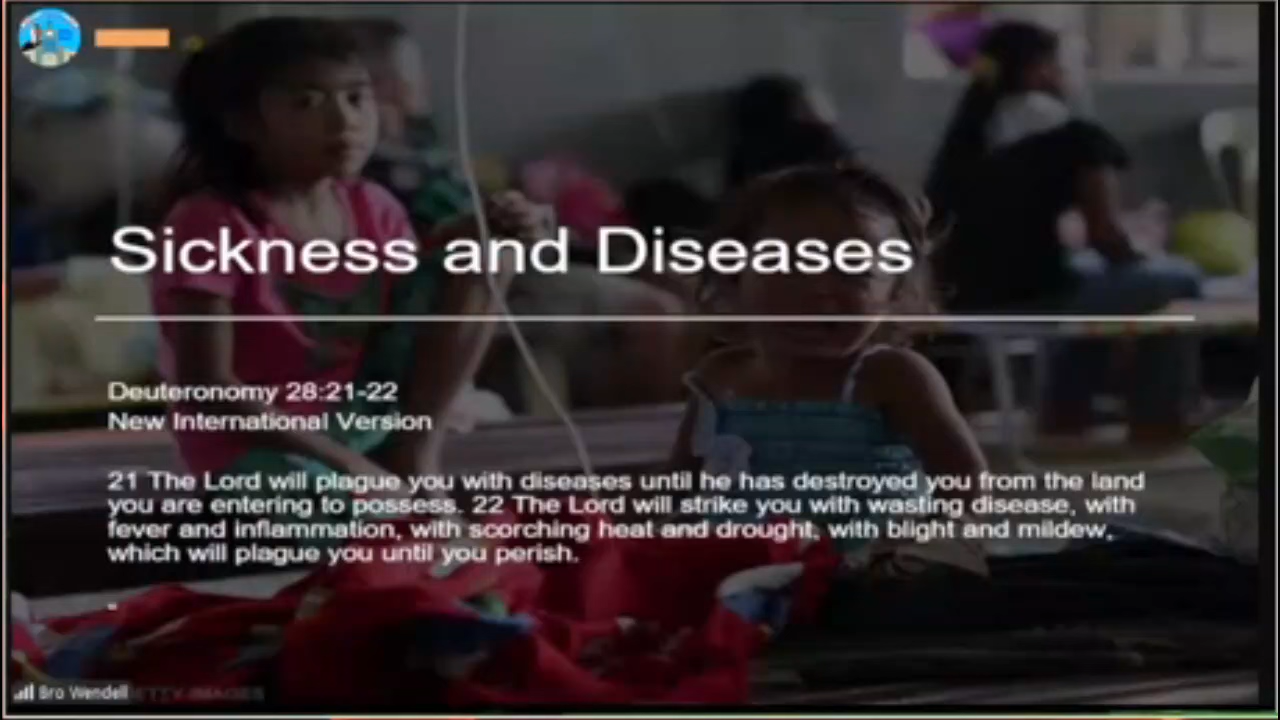 Sickness and Diseases
Deuteronomy 28:21-22
New International Version
21 The Lord will plague you with diseases until he has destroyed you from the land
you are entering to possess. 22 The Lord will strike you with wasting disease, with
fever and inflammation, with scorching heat and drought, with blight and mildew,
which will plague you until you perish.
Bro Wendell